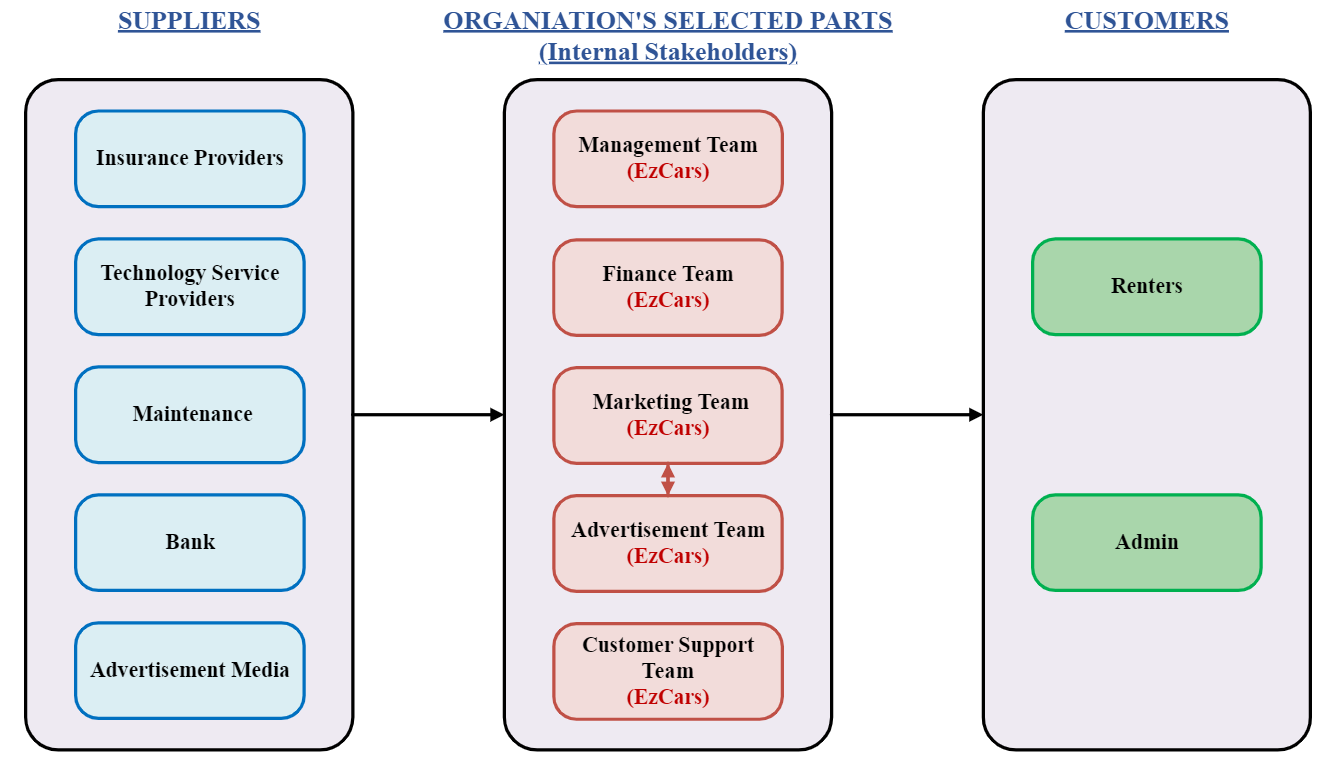 SUPPLIERS
ORGANIATION'S SELECTED PARTS
(Internal Stakeholders)
CUSTOMERS
Insurance Providers
Technology Service
Providers
Maintenance
Bank
Advertisement Media
Management Team
(EzCars)
Finance Team
(EzCars)
Marketing Team
(EzCars)
Advertisement Team
(EzCars)
Customer Support
Team
(EzCars)
Renters
Admin